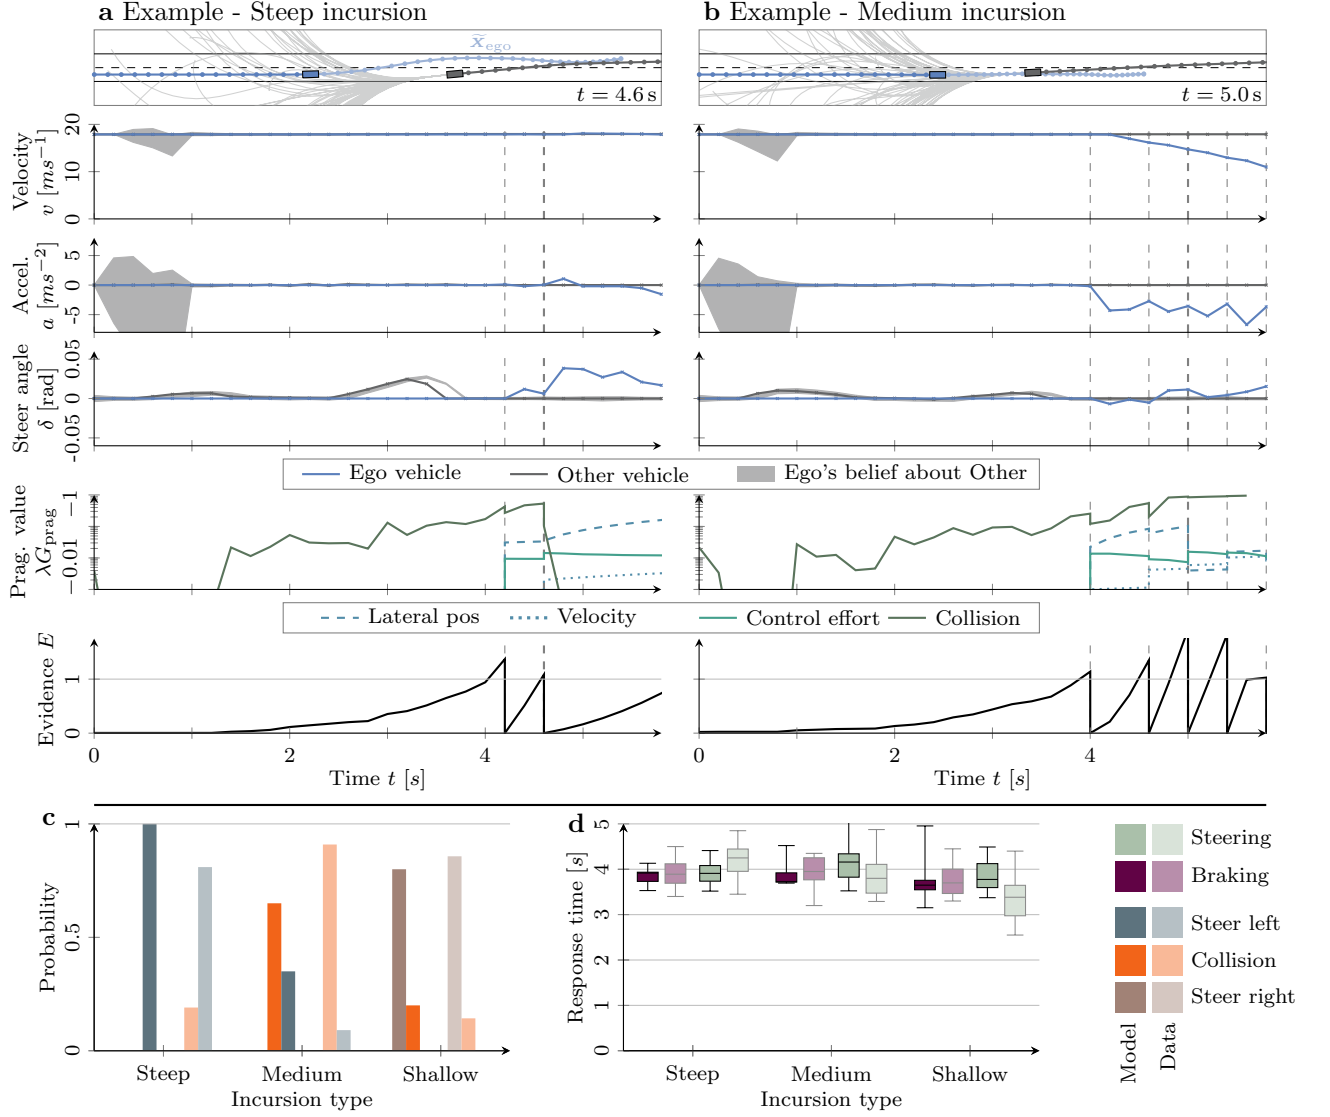 a Example - Steep incursion
b Example - Medium incursion
x̃ego
t = 4.6 s
t = 5.0 s
Velocity
v [ms−1]
20
10
0
Accel.
a [ms−2]
5
0
-5
Steer angle
δ [rad]
0.05
0
-0.05
Ego vehicle
Other vehicle
Ego's belief about Other
Prag. value
λGprag
−1
−0.01
Lateral pos
Velocity
Control effort
Collision
Evidence E
1
0
0 2 4
Time t [s]
0 2 4
Time t [s]
c
Probability
1
0.5
0
Steep Medium Shallow
Incursion type
d
Response time [s]
5
4
3
2
1
0
Steep Medium Shallow
Incursion type
Steering
Braking
Steer left
Collision
Steer right
Model
Data